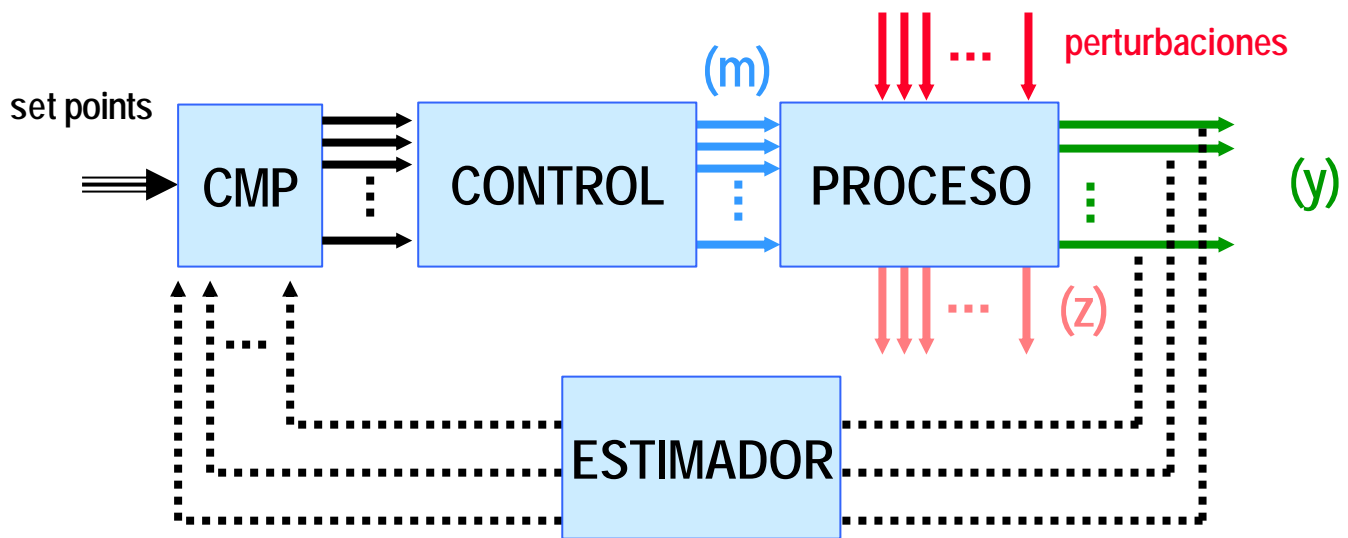 perturbaciones
(m)
set points
CMP
CONTROL
PROCESO
(y)
(z)
ESTIMADOR